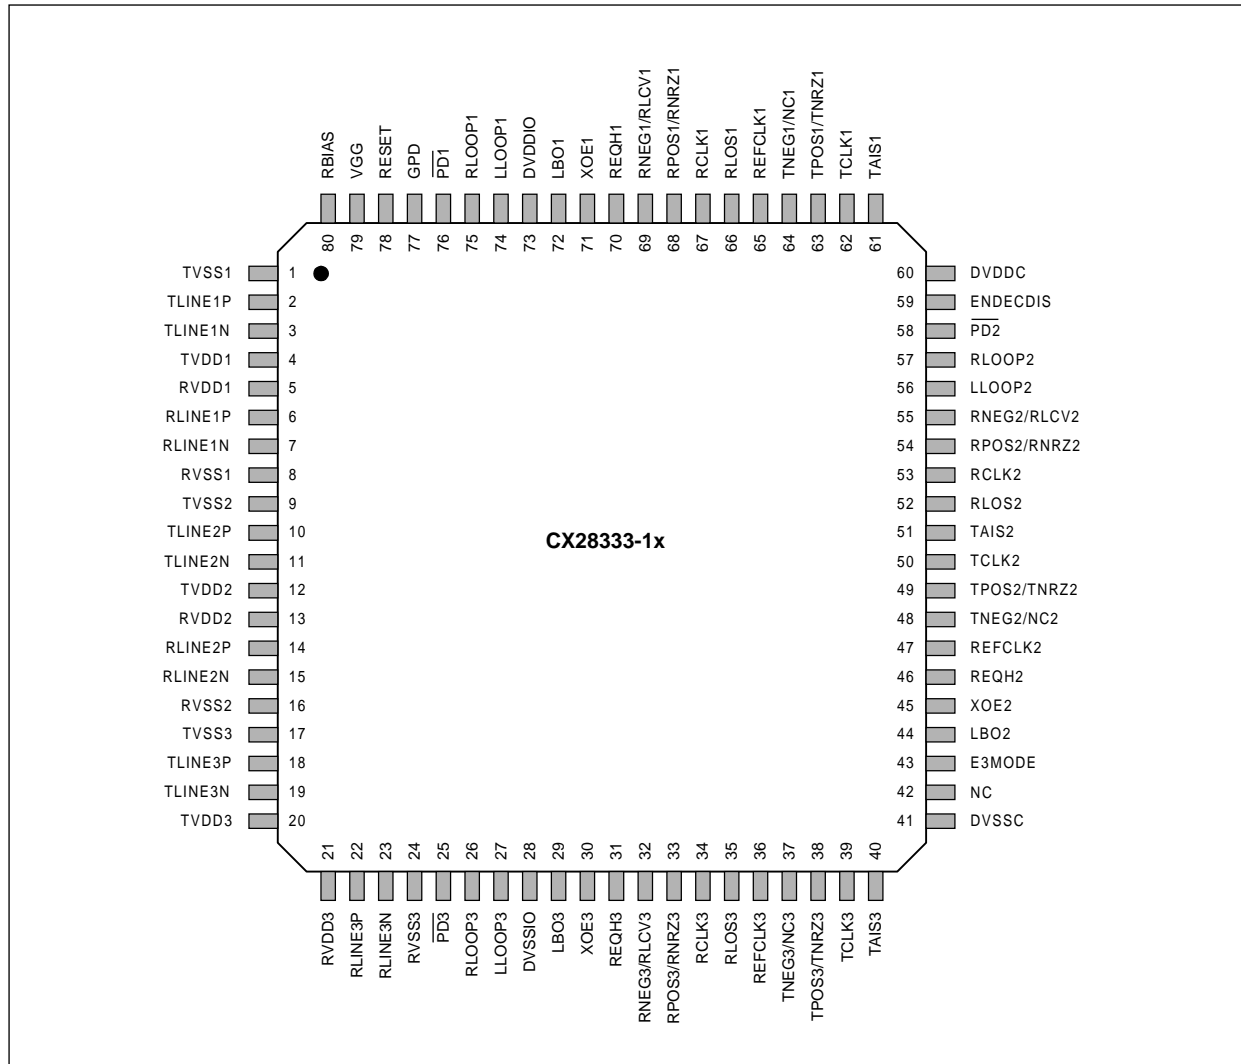 RBIAS
VGG
RESET
GPD
PD1
RLOOP1
LLOOP1
DVDDIO
LBO1
XOE1
REQH1
RNEG1/RLCV1
RPOS1/RNRZ1
RCLK1
RLOS1
REFCLK1
TNEG1/NC1
TPOS1/TNRZ1
TCLK1
TAIS1
80
79
78
77
76
75
74
73
72
71
70
69
68
67
66
65
64
63
62
61
TVSS1 1
TLINE1P 2
TLINE1N 3
TVDD1 4
RVDD1 5
RLINE1P 6
RLINE1N 7
RVSS1 8
TVSS2 9
TLINE2P 10
TLINE2N 11
TVDD2 12
RVDD2 13
RLINE2P 14
RLINE2N 15
RVSS2 16
TVSS3 17
TLINE3P 18
TLINE3N 19
TVDD3 20
CX28333-1x
60 DVDDC
59 ENDECDIS
58 PD2
57 RLOOP2
56 LLOOP2
55 RNEG2/RLCV2
54 RPOS2/RNRZ2
53 RCLK2
52 RLOS2
51 TAIS2
50 TCLK2
49 TPOS2/TNRZ2
48 TNEG2/NC2
47 REFCLK2
46 REQH2
45 XOE2
44 LBO2
43 E3MODE
42 NC
41 DVSSC
21
22
23
24
25
26
27
28
29
30
31
32
33
34
35
36
37
38
39
40
RVDD3
RLINE3P
RLINE3N
RVSS3
PD3
RLOOP3
LLOOP3
DVSSIO
LBO3
XOE3
REQH3
RNEG3/RLCV3
RPOS3/RNRZ3
RCLK3
RLOS3
REFCLK3
TNEG3/NC3
TPOS3/TNRZ3
TCLK3
TAIS3